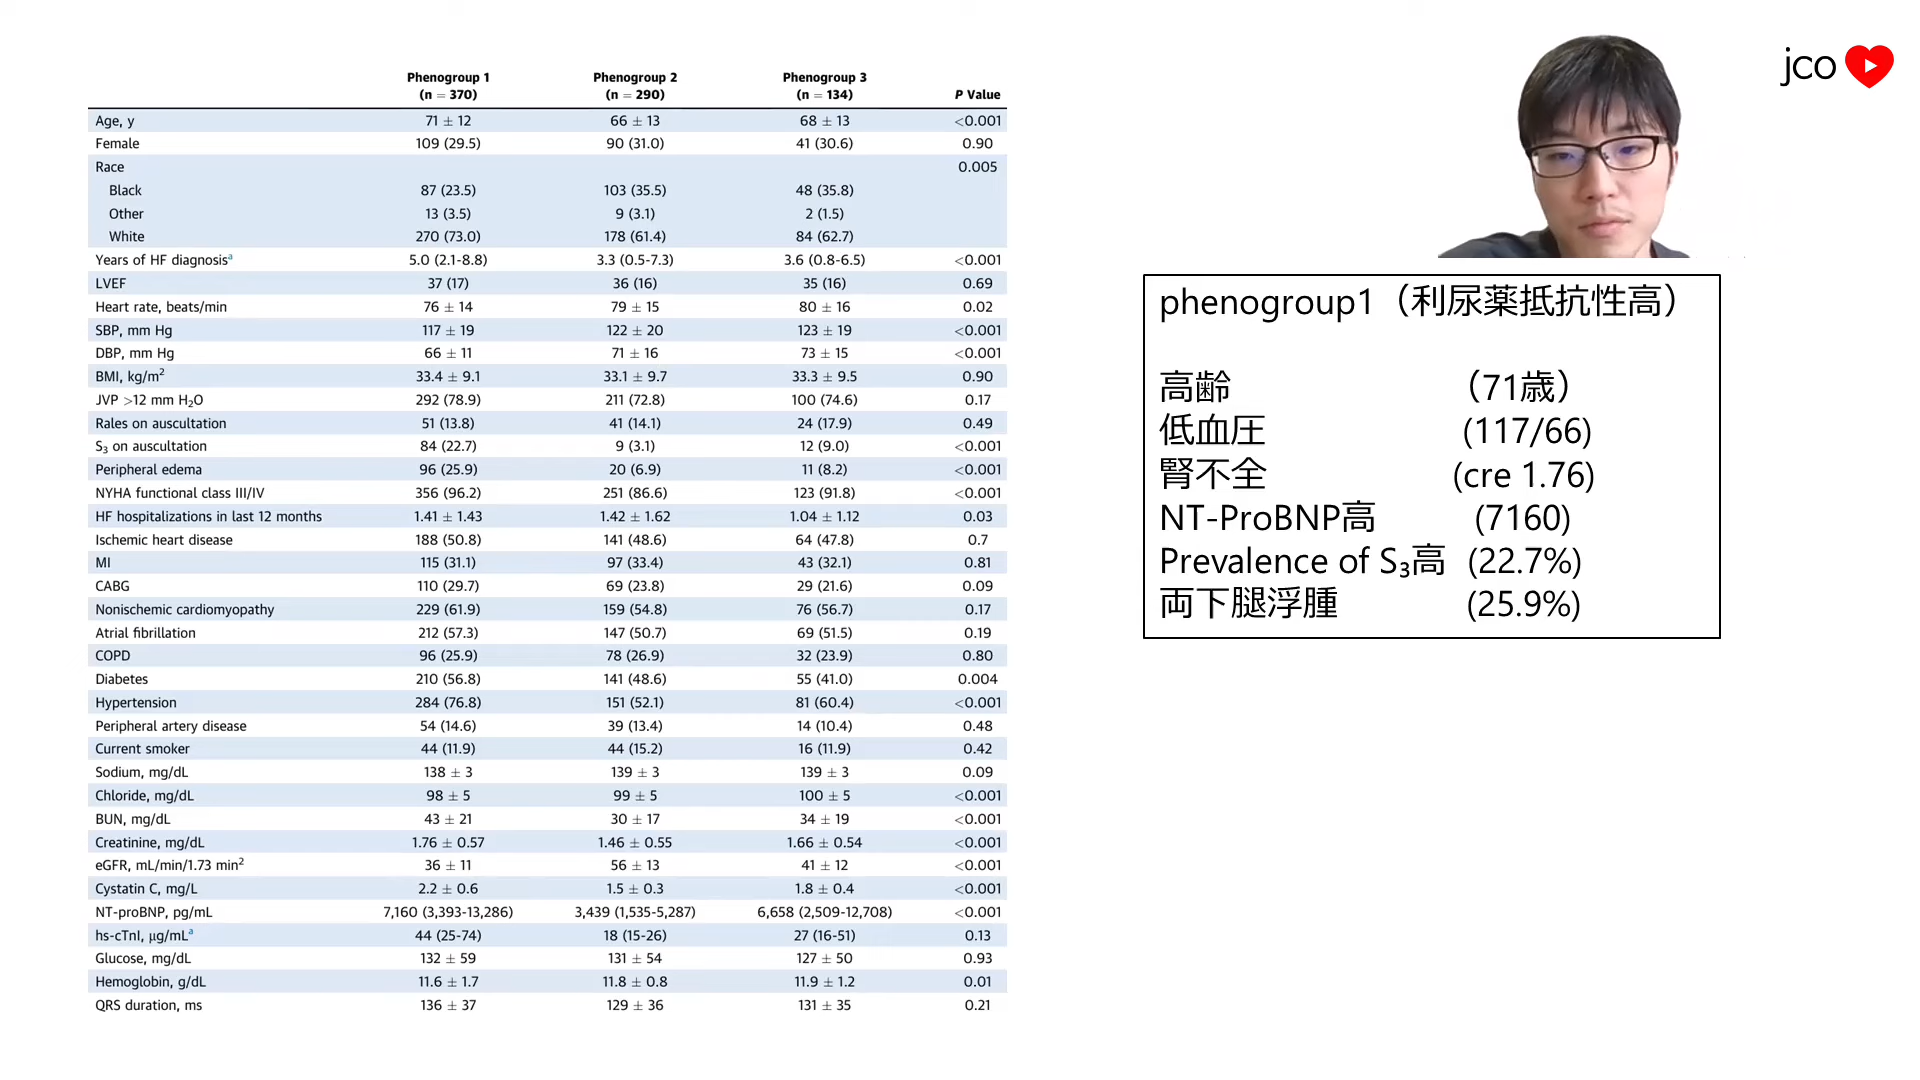 Phenogroup 1 Phenogroup 2 Phenogroup 3
(n = 370) (n = 290) (n = 134) P Value
Age, y 71 ± 12 66 ± 13 68 ± 13 <0.001
Female 109 (29.5) 90 (31.0) 41 (30.6) 0.90
Race 0.005
Black 87 (23.5) 103 (35.5) 48 (35.8)
Other 13 (3.5) 9 (3.1) 2 (1.5)
White 270 (73.0) 178 (61.4) 84 (62.7)
Years of HF diagnosisᵃ 5.0 (2.1-8.8) 3.3 (0.5-7.3) 3.6 (0.8-6.5) <0.001
LVEF 37 (17) 36 (16) 35 (16) 0.69
Heart rate, beats/min 76 ± 14 79 ± 15 80 ± 16 0.02
SBP, mm Hg 117 ± 19 122 ± 20 123 ± 19 <0.001
DBP, mm Hg 66 ± 11 71 ± 16 73 ± 15 <0.001
BMI, kg/m² 33.4 ± 9.1 33.1 ± 9.7 33.3 ± 9.5 0.90
JVP >12 mm H₂O 292 (78.9) 211 (72.8) 100 (74.6) 0.17
Rales on auscultation 51 (13.8) 41 (14.1) 24 (17.9) 0.49
S₃ on auscultation 84 (22.7) 9 (3.1) 12 (9.0) <0.001
Peripheral edema 96 (25.9) 20 (6.9) 11 (8.2) <0.001
NYHA functional class III/IV 356 (96.2) 251 (86.6) 123 (91.8) <0.001
HF hospitalizations in last 12 months 1.41 ± 1.43 1.42 ± 1.62 1.04 ± 1.12 0.03
Ischemic heart disease 188 (50.8) 141 (48.6) 64 (47.8) 0.7
MI 115 (31.1) 97 (33.4) 43 (32.1) 0.81
CABG 110 (29.7) 69 (23.8) 29 (21.6) 0.09
Nonischemic cardiomyopathy 229 (61.9) 159 (54.8) 76 (56.7) 0.17
Atrial fibrillation 212 (57.3) 147 (50.7) 69 (51.5) 0.19
COPD 96 (25.9) 78 (26.9) 32 (23.9) 0.80
Diabetes 210 (56.8) 141 (48.6) 55 (41.0) 0.004
Hypertension 284 (76.8) 151 (52.1) 81 (60.4) <0.001
Peripheral artery disease 54 (14.6) 39 (13.4) 14 (10.4) 0.48
Current smoker 44 (11.9) 44 (15.2) 16 (11.9) 0.42
Sodium, mg/dL 138 ± 3 139 ± 3 139 ± 3 0.09
Chloride, mg/dL 98 ± 5 99 ± 5 100 ± 5 <0.001
BUN, mg/dL 43 ± 21 30 ± 17 34 ± 19 <0.001
Creatinine, mg/dL 1.76 ± 0.57 1.46 ± 0.55 1.66 ± 0.54 <0.001
eGFR, mL/min/1.73 min² 36 ± 11 56 ± 13 41 ± 12 <0.001
Cystatin C, mg/L 2.2 ± 0.6 1.5 ± 0.3 1.8 ± 0.4 <0.001
NT-proBNP, pg/mL 7,160 (3,393-13,286) 3,439 (1,535-5,287) 6,658 (2,509-12,708) <0.001
hs-cTnI, µg/mLᵃ 44 (25-74) 18 (15-26) 27 (16-51) 0.13
Glucose, mg/dL 132 ± 59 131 ± 54 127 ± 50 0.93
Hemoglobin, g/dL 11.6 ± 1.7 11.8 ± 0.8 11.9 ± 1.2 0.01
QRS duration, ms 136 ± 37 129 ± 36 131 ± 35 0.21
jco
phenogroup1（利尿薬抵抗性高）
高齢 （71歳）
低血圧 (117/66)
腎不全 (cre 1.76)
NT-ProBNP高 (7160)
Prevalence of S₃高 (22.7%)
両下腿浮腫 (25.9%)